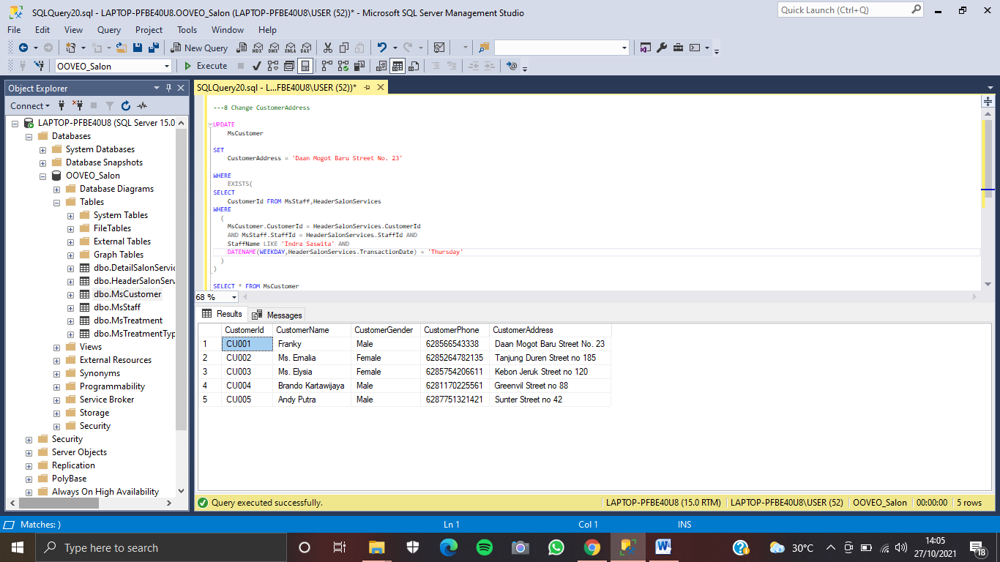 SQLQuery20.sql - LAPTOP-PFBE40U8.OOVEO_Salon (LAPTOP-PFBE40U8\USER (52))* - Microsoft SQL Server Management Studio
Quick Launch (Ctrl+Q)
File Edit View Query Project Tools Window Help
New Query MDX DMX XMLA DAX
OOVEO_Salon Execute
Object Explorer
Connect
LAPTOP-PFBE40U8 (SQL Server 15.0
Databases
System Databases
Database Snapshots
OOVEO_Salon
Database Diagrams
Tables
System Tables
FileTables
External Tables
Graph Tables
dbo.DetailSalonServic
dbo.HeaderSalonServ
dbo.MsCustomer
dbo.MsStaff
dbo.MsTreatment
dbo.MsTreatmentTyp
Views
External Resources
Synonyms
Programmability
Service Broker
Storage
Security
Security
Server Objects
Replication
PolyBase
Always On High Availability
SQLQuery20.sql - L...FBE40U8\USER (52))*
---8 Change CustomerAddress
UPDATE
MsCustomer
SET
CustomerAddress = 'Daan Mogot Baru Street No. 23'
WHERE
EXISTS(
SELECT
CustomerId FROM MsStaff,HeaderSalonServices
WHERE
(
MsCustomer.CustomerId = HeaderSalonServices.CustomerId
AND MsStaff.StaffId = HeaderSalonServices.StaffId AND
StaffName LIKE 'Indra Saswita' AND
DATENAME(WEEKDAY,HeaderSalonServices.TransactionDate) = 'Thursday'
)
)
SELECT * FROM MsCustomer
68 %
Results Messages
CustomerId CustomerName CustomerGender CustomerPhone CustomerAddress
1 CU001 Franky Male 628566543338 Daan Mogot Baru Street No. 23
2 CU002 Ms. Emalia Female 6285264782135 Tanjung Duren Street no 185
3 CU003 Ms. Elysia Female 6285754206611 Kebon Jeruk Street no 120
4 CU004 Brando Kartawijaya Male 6281170225561 Greenvil Street no 88
5 CU005 Andy Putra Male 6287751321421 Sunter Street no 42
Query executed successfully. LAPTOP-PFBE40U8 (15.0 RTM) LAPTOP-PFBE40U8\USER (52) OOVEO_Salon 00:00:00 5 rows
Matches: ) Ln 1 Col 1 INS
Type here to search 30°C 14:05
27/10/2021 18